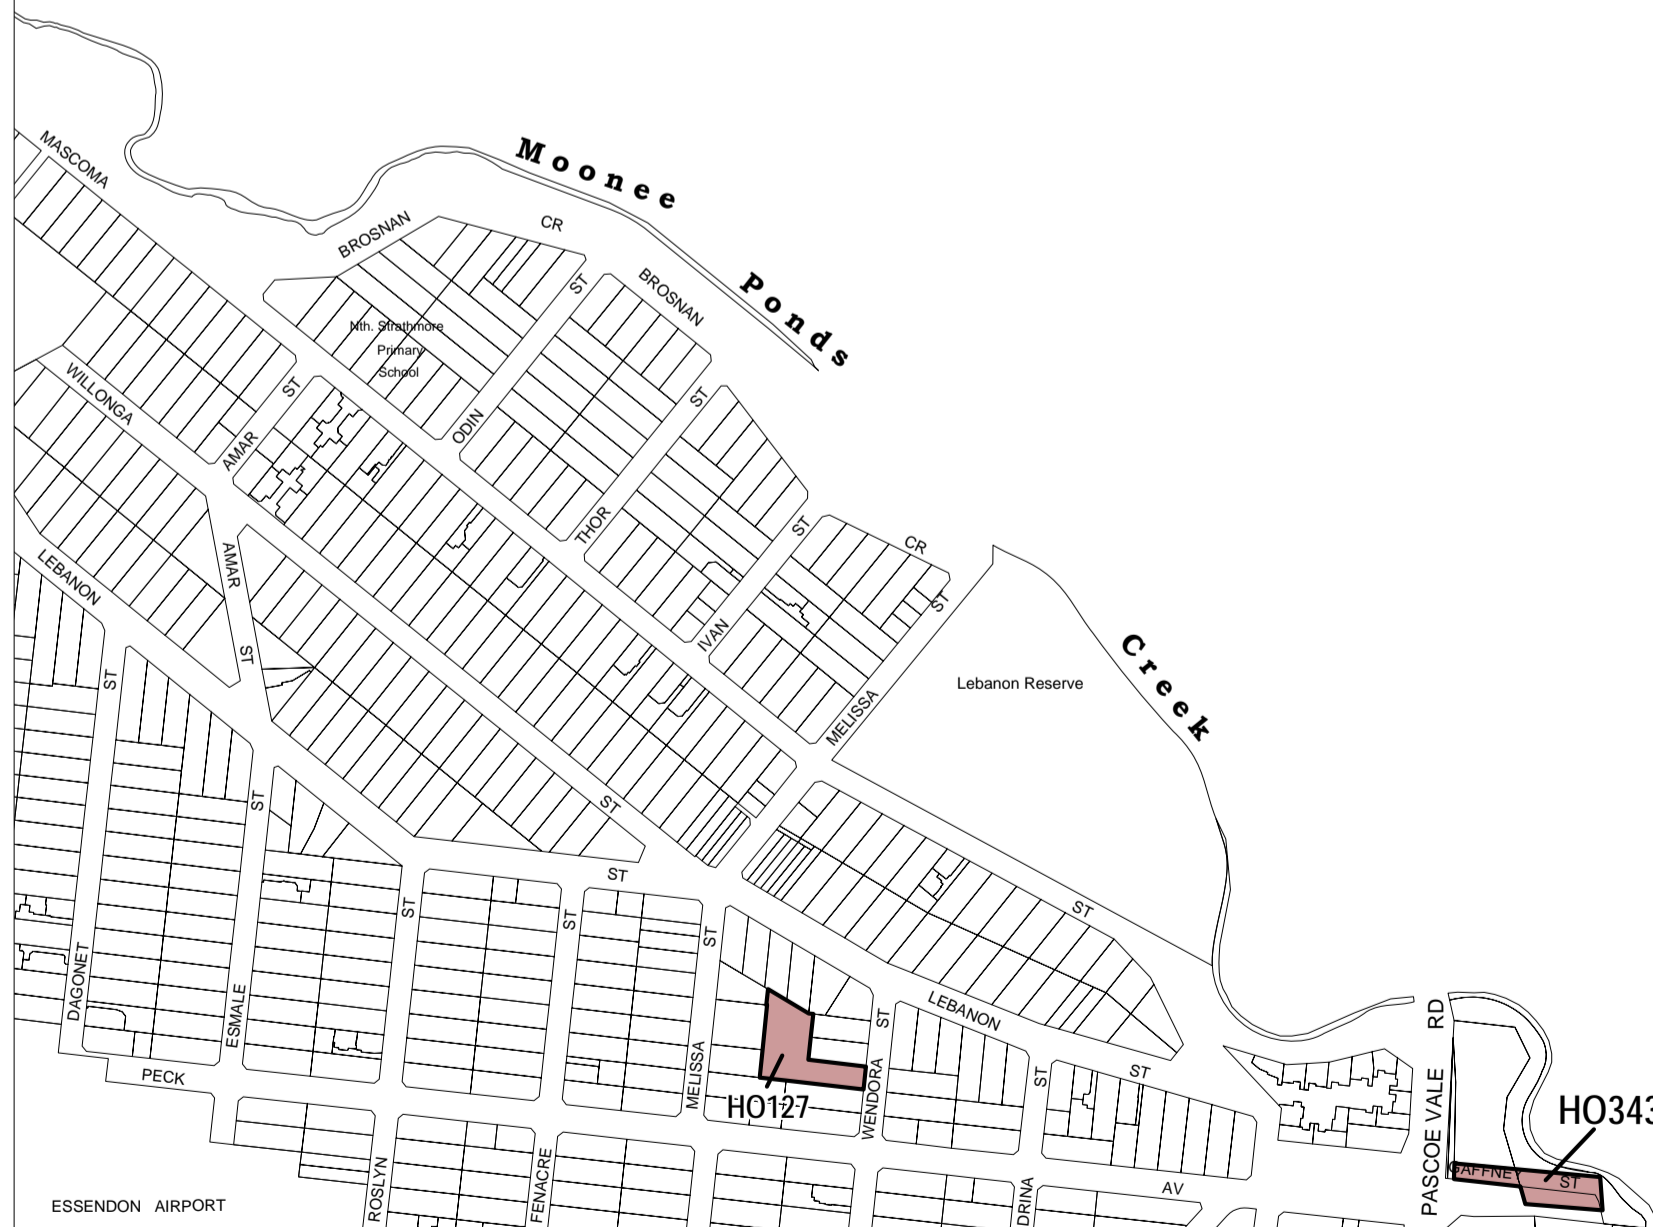 MASCOMA
Moonee
CR
BROSNAN
BROSNAN
ST
Ponds
Nth. Strathmore
Primary
School
WILLONGA
ST
ST
ODIN
AMAR
THOR
ST
CR
LEBANON
AMAR
ST
IVAN
ST
Creek
ST
ST
Lebanon Reserve
MELISSA
ST
ST
ST
ST
ST
ST
ST
ST
DAGONET
ESMALE
LEBANON
ST
RD
MELISSA
WENDORA
PECK
HO127
ST
ST
PASCOE VALE
HO343
GAFFNEY
ST
ROSLYN
FENACRE
DRINA
AV
ESSENDON AIRPORT